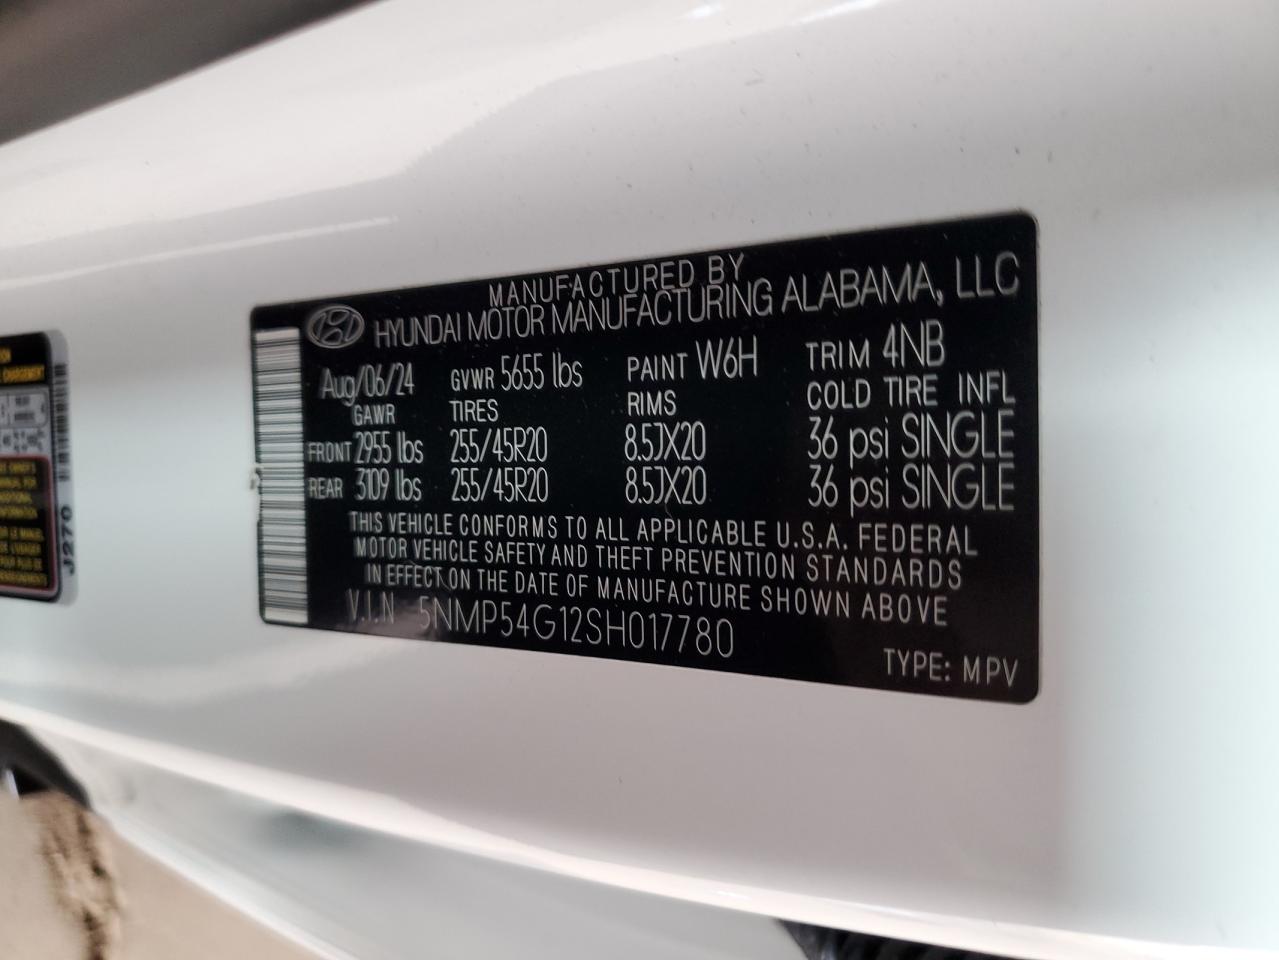 MANUFACTURED BY
HYUNDAI MOTOR MANUFACTURING ALABAMA, LLC
Aug/06/24 GVWR 5655 lbs PAINT W6H TRIM 4NB
GAWR TIRES RIMS COLD TIRE INFL
FRONT 2955 lbs 255/45R20 8.5JX20 36 psi SINGLE
REAR 3109 lbs 255/45R20 8.5JX20 36 psi SINGLE
THIS VEHICLE CONFORMS TO ALL APPLICABLE U.S.A. FEDERAL
MOTOR VEHICLE SAFETY AND THEFT PREVENTION STANDARDS
IN EFFECT ON THE DATE OF MANUFACTURE SHOWN ABOVE
V.I.N 5NMP54G12SH017780
TYPE: MPV
J270